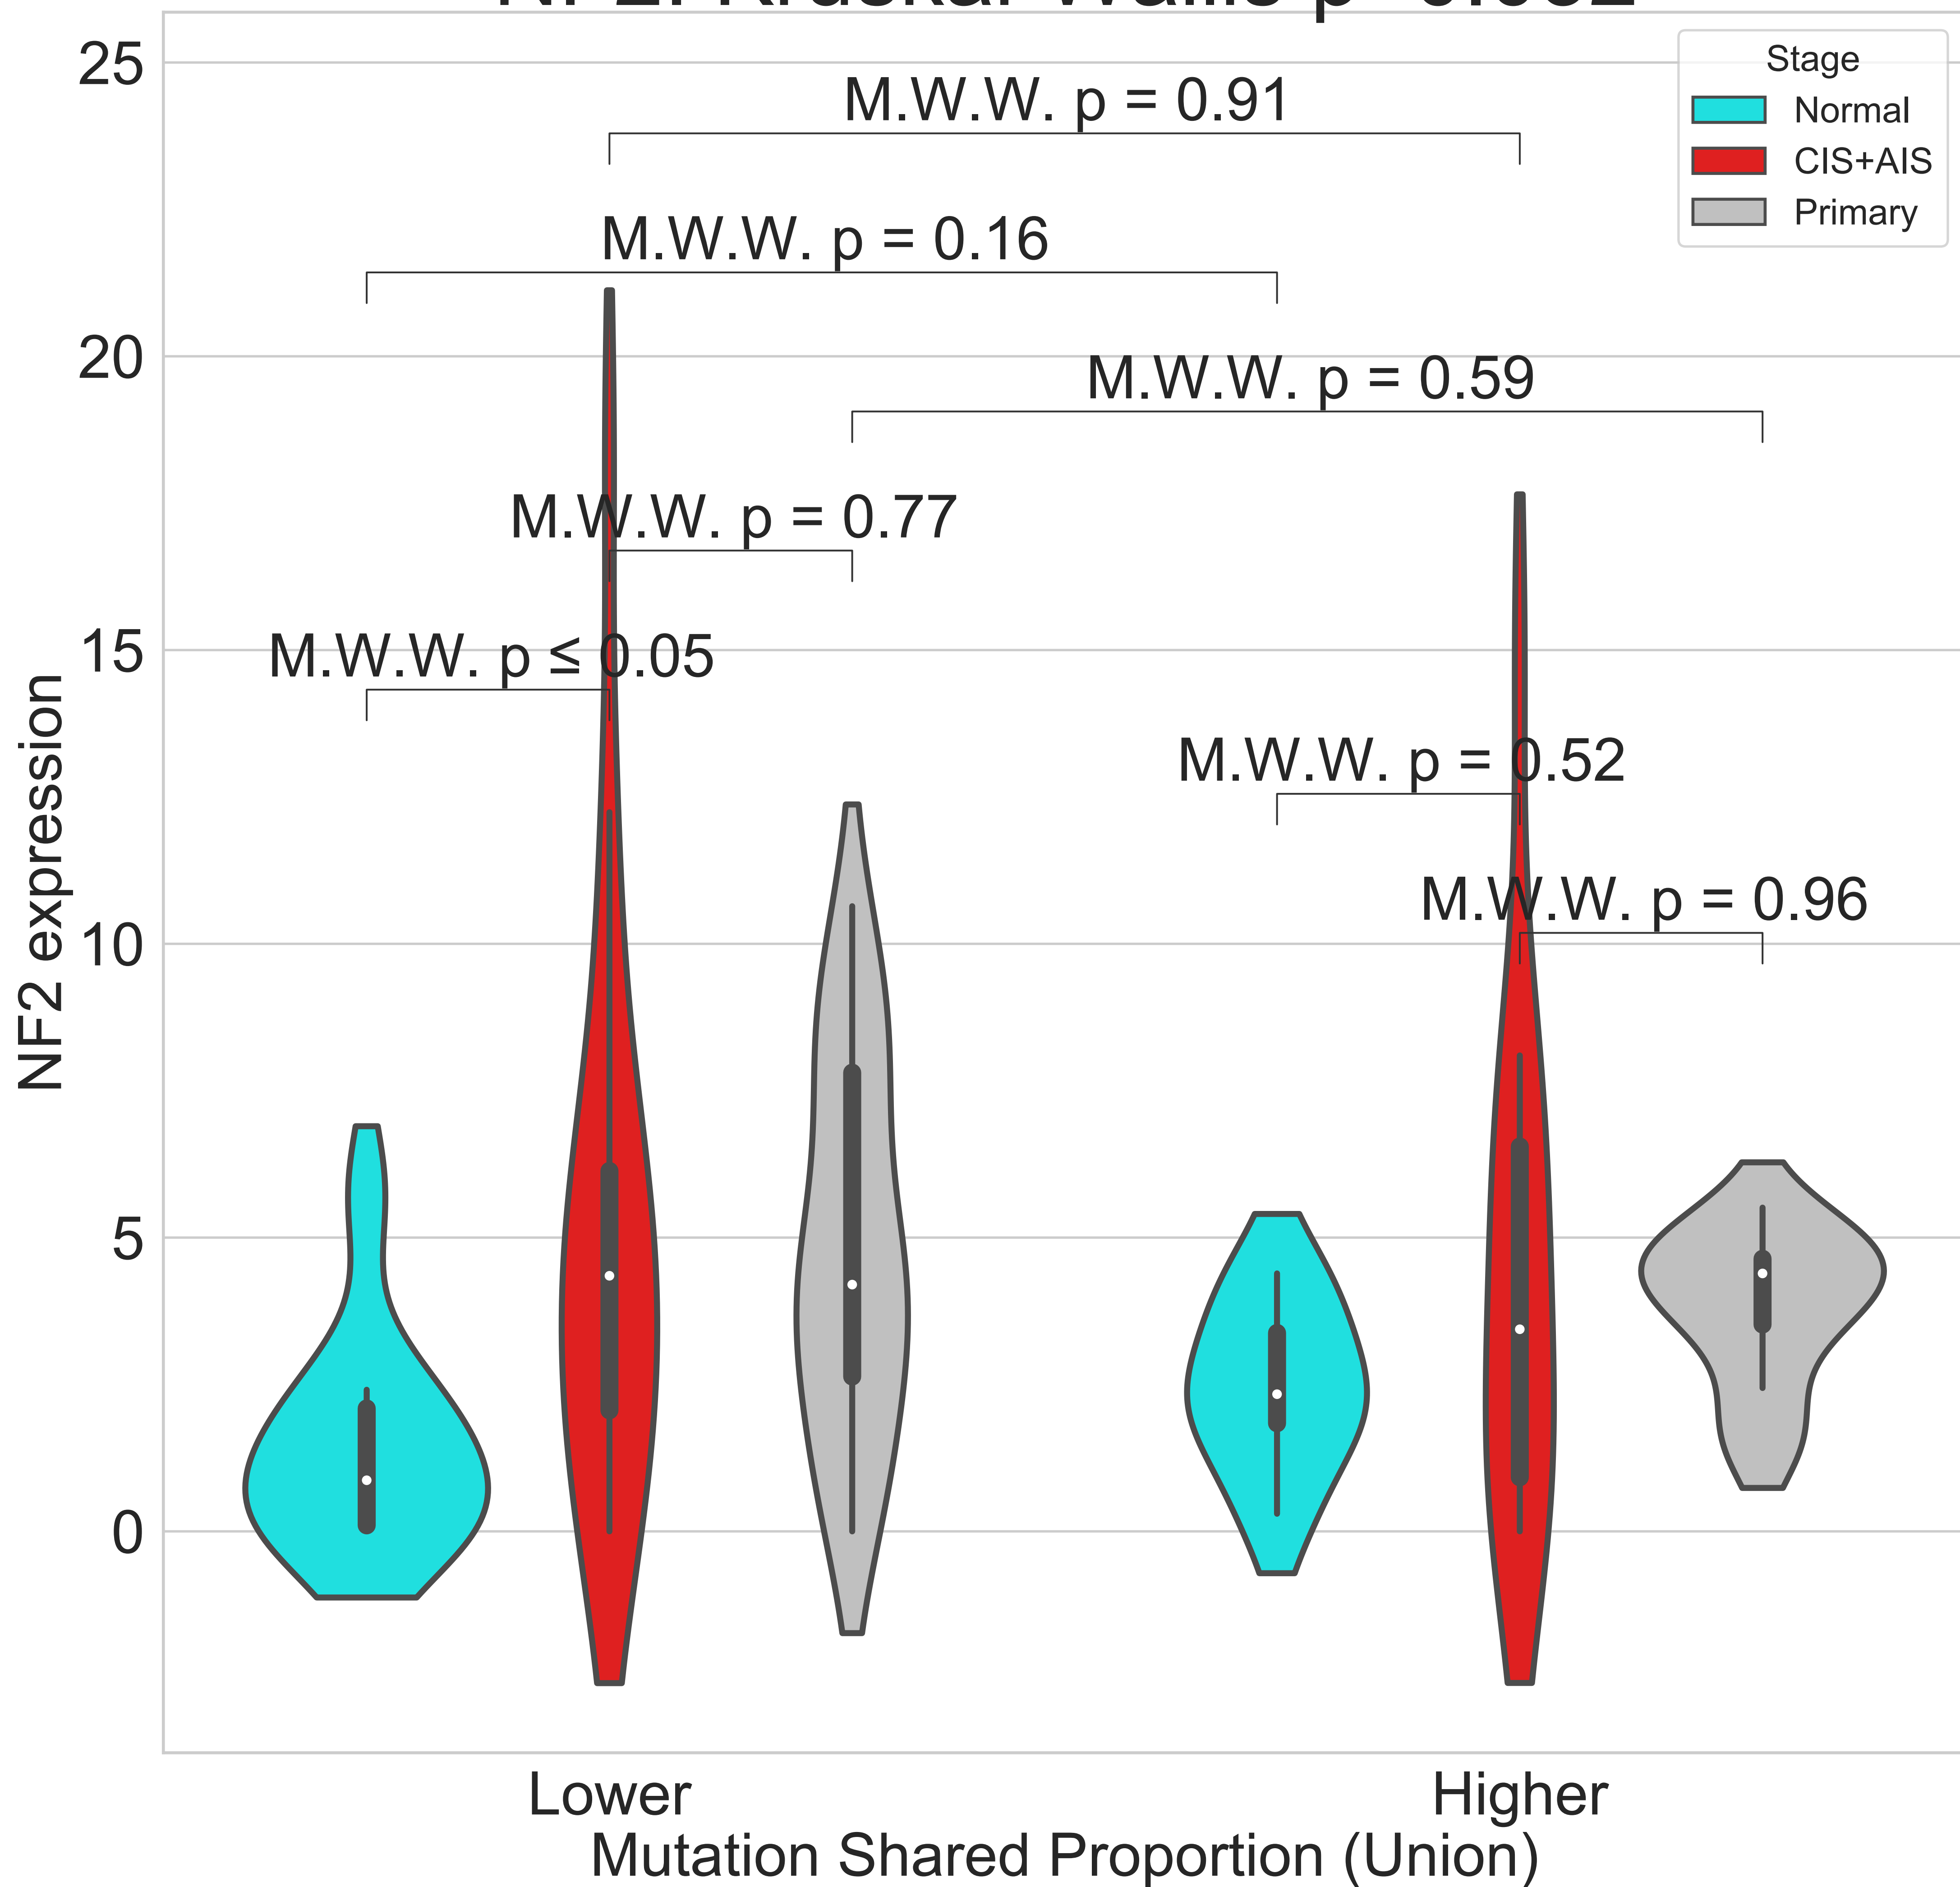 25
20
15
10
5
0
NF2 expression
Stage
Normal
CIS+AIS
Primary
M.W.W. p = 0.91
M.W.W. p = 0.16
M.W.W. p = 0.59
M.W.W. p = 0.77
M.W.W. p ≤ 0.05
M.W.W. p = 0.52
M.W.W. p = 0.96
Lower
Higher
Mutation Shared Proportion (Union)